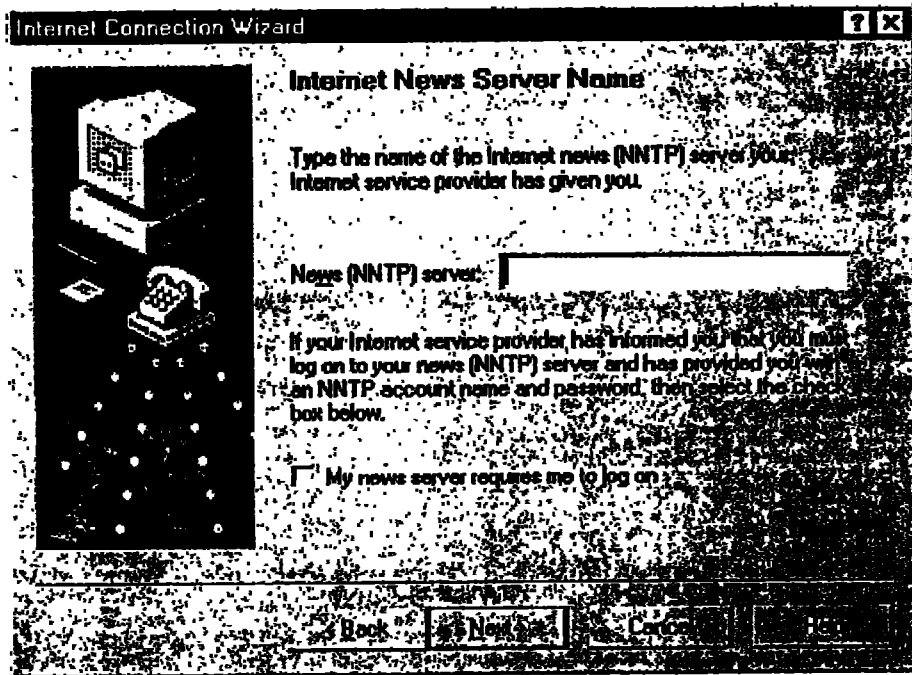 Internet Connection Wizard
Internet News Server Name
Type the name of the Internet news (NNTP) server your
Internet service provider has given you.
News (NNTP) server:
If your Internet service provider has informed you that you must
log on to your news (NNTP) server and has provided you with
an NNTP account name and password, then select the check
box below.
My news server requires me to log on
< Back
Next >
Cancel
Help